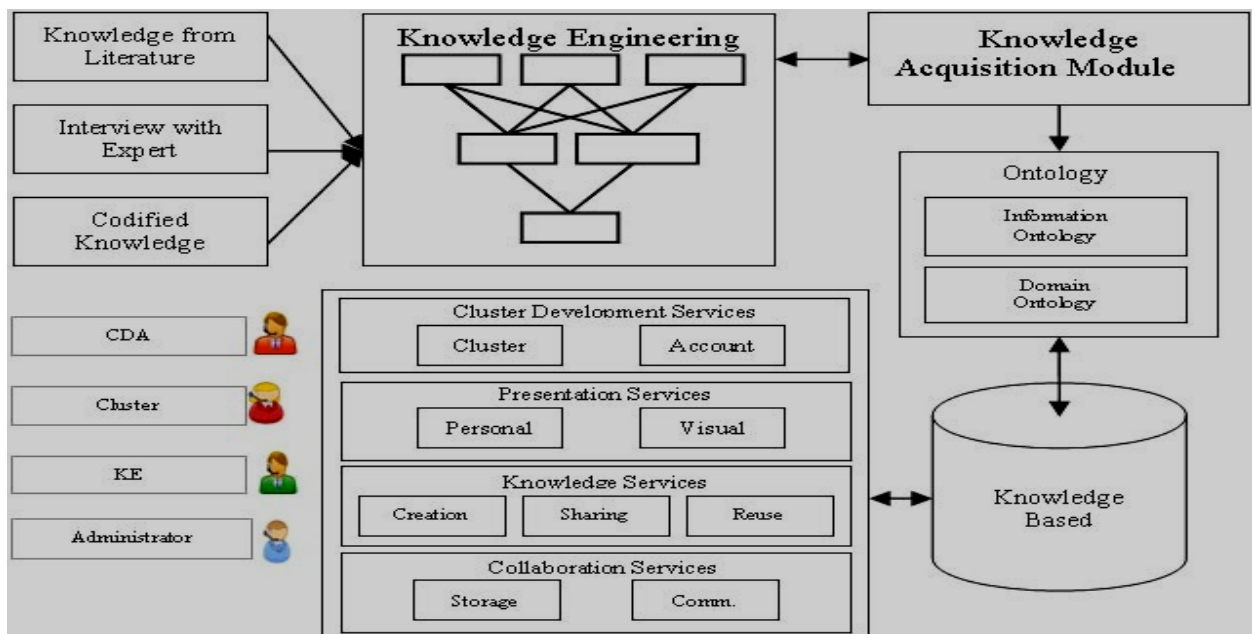 Knowledge from
Literature
Interview with
Expert
Codified
Knowledge
Knowledge Engineering
Knowledge
Acquisition Module
Ontology
Information
Ontology
Domain
Ontology
CDA
Cluster
KE
Administrator
Cluster Development Services
Cluster
Account
Presentation Services
Personal
Visual
Knowledge Services
Creation
Sharing
Reuse
Collaboration Services
Storage
Comm.
Knowledge
Based